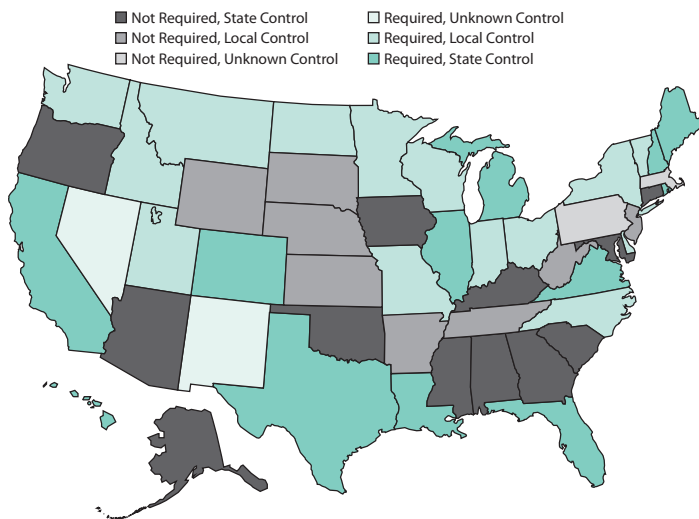 Not Required, State Control
Required, Unknown Control
Not Required, Local Control
Required, Local Control
Not Required, Unknown Control
Required, State Control